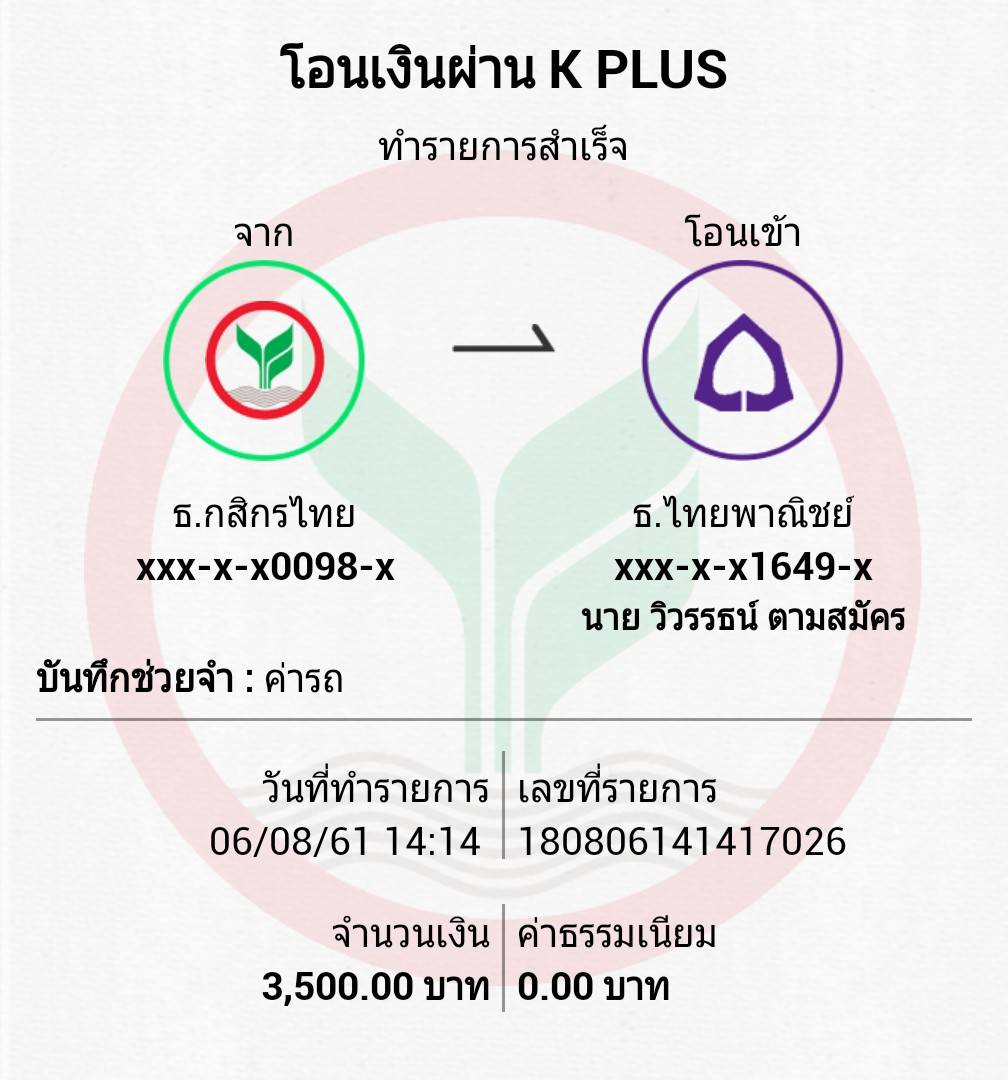 โอนเงินผ่าน K PLUS
ทำรายการสำเร็จ
จาก
โอนเข้า
ธ.กสิกรไทย
xxx-x-x0098-x
ธ.ไทยพาณิชย์
xxx-x-x1649-x
นาย วิวรรธน์ ตามสมัคร
บันทึกช่วยจำ : ค่ารถ
วันที่ทำรายการ
06/08/61 14:14
เลขที่รายการ
180806141417026
จำนวนเงิน
3,500.00 บาท
ค่าธรรมเนียม
0.00 บาท